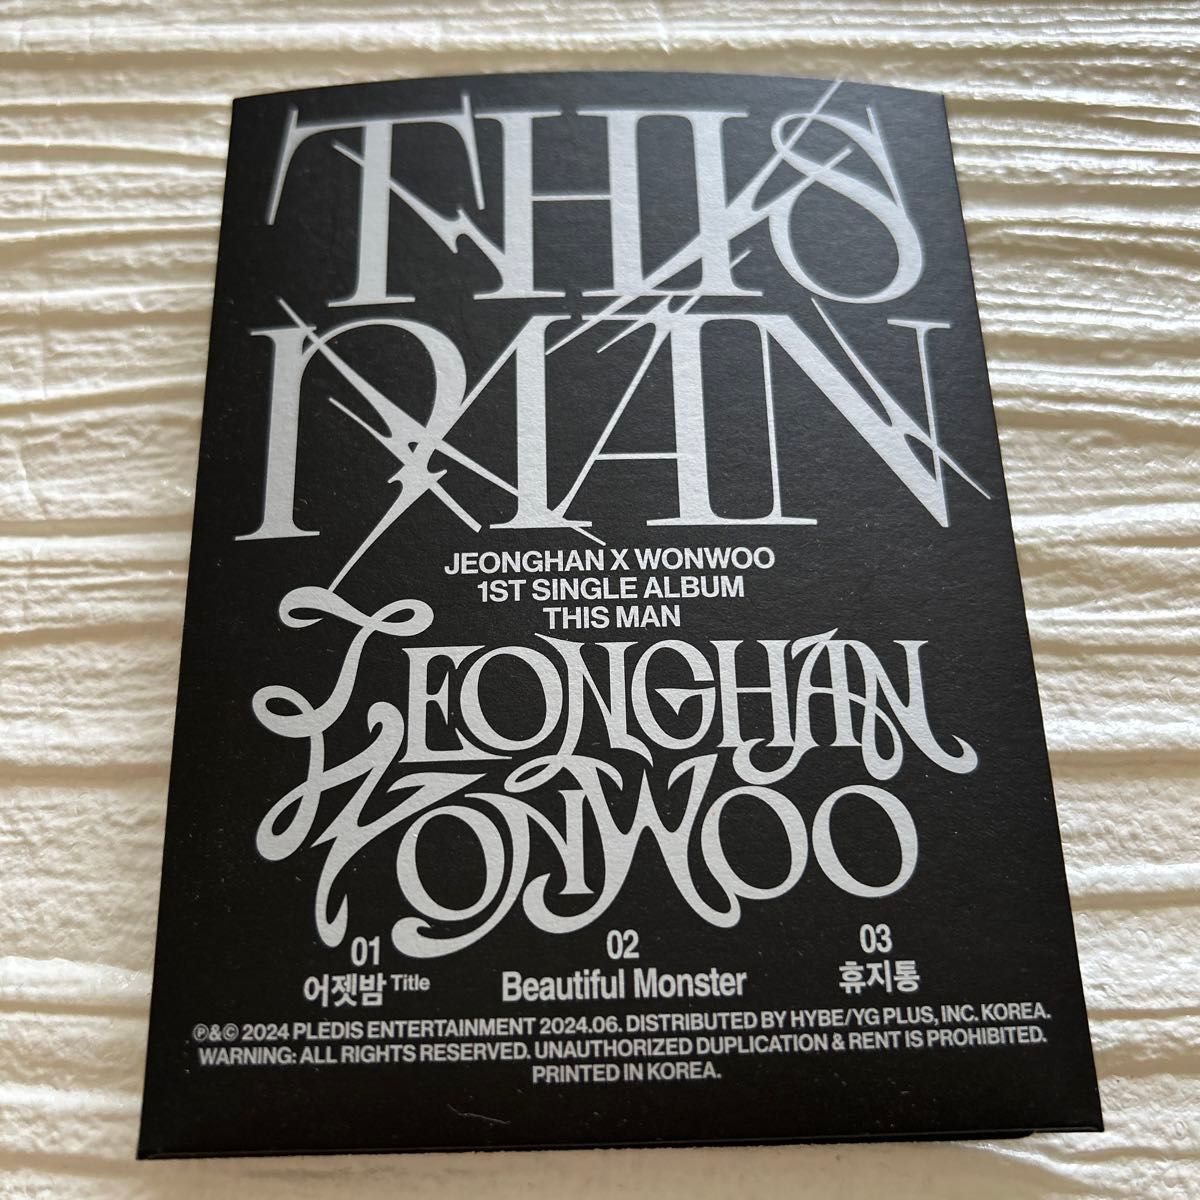 THIS
MAN
JEONGHAN X WONWOO
1ST SINGLE ALBUM
THIS MAN
JEONGHAN
WONWOO
01
어젯밤 Title
02
Beautiful Monster
03
휴지통
℗&© 2024 PLEDIS ENTERTAINMENT 2024.06. DISTRIBUTED BY HYBE/YG PLUS, INC. KOREA.
WARNING: ALL RIGHTS RESERVED. UNAUTHORIZED DUPLICATION & RENT IS PROHIBITED.
PRINTED IN KOREA.